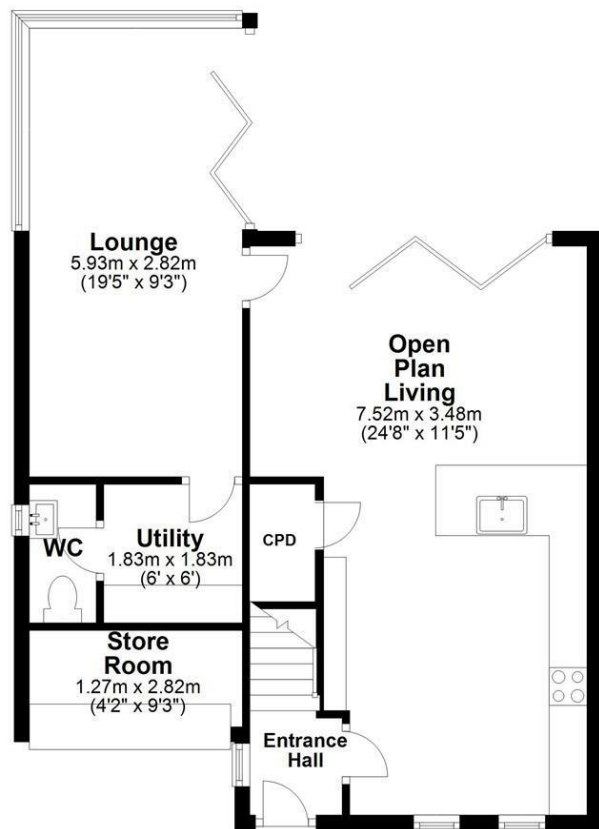 Lounge
5.93m x 2.82m
(19'5" x 9'3")
Open
Plan
Living
7.52m x 3.48m
(24'8" x 11'5")
WC
Utility
1.83m x 1.83m
(6' x 6')
CPD
Store
Room
1.27m x 2.82m
(4'2" x 9'3")
Entrance
Hall